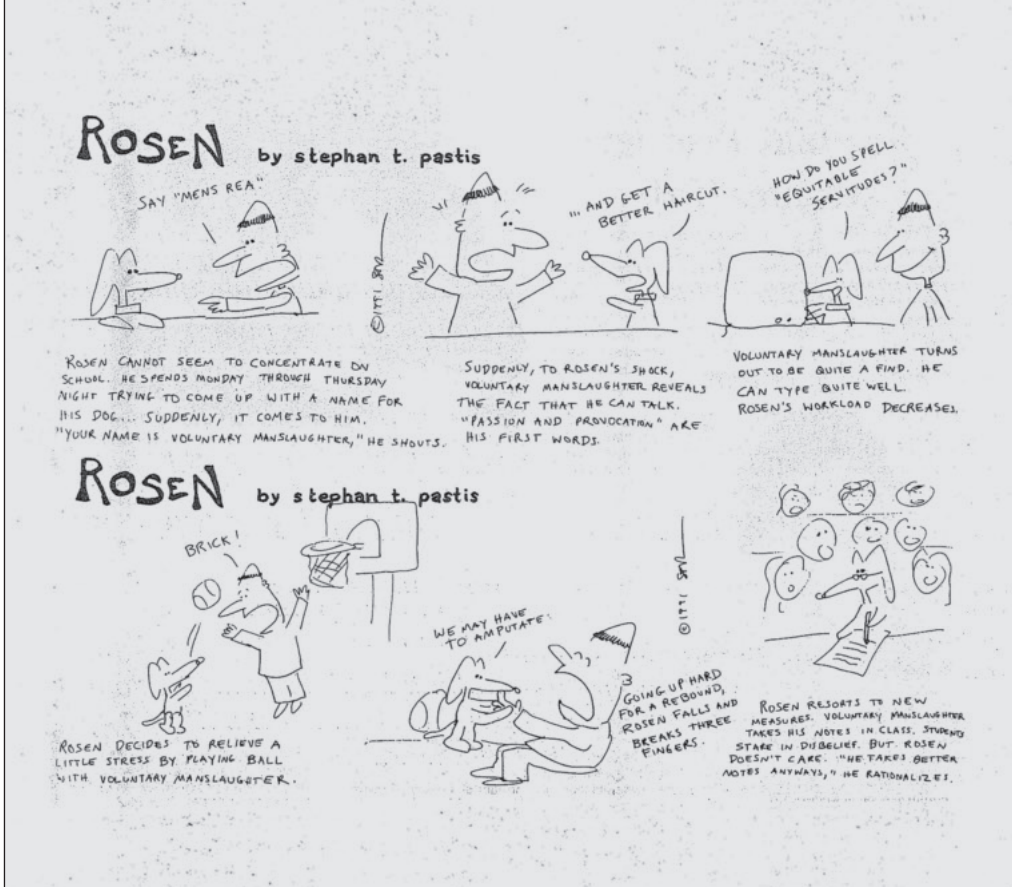 ROSEN by stephan t. pastis
SAY "MENS REA."
©1991
... AND GET A
BETTER HAIRCUT.
HOW DO YOU SPELL
"EQUITABLE
SERVITUDES?"
ROSEN CANNOT SEEM TO CONCENTRATE ON
SCHOOL. HE SPENDS MONDAY THROUGH THURSDAY
NIGHT TRYING TO COME UP WITH A NAME FOR
HIS DOG... SUDDENLY, IT COMES TO HIM.
"YOUR NAME IS VOLUNTARY MANSLAUGHTER," HE SHOUTS.
SUDDENLY, TO ROSEN'S SHOCK,
VOLUNTARY MANSLAUGHTER REVEALS
THE FACT THAT HE CAN TALK.
"PASSION AND PROVOCATION" ARE
HIS FIRST WORDS.
VOLUNTARY MANSLAUGHTER TURNS
OUT TO BE QUITE A FIND. HE
CAN TYPE QUITE WELL.
ROSEN'S WORKLOAD DECREASES.
ROSEN by stephan t. pastis
BRICK!
ROSEN DECIDES TO RELIEVE A
LITTLE STRESS BY PLAYING BALL
WITH VOLUNTARY MANSLAUGHTER.
WE MAY HAVE
TO AMPUTATE.
GOING UP HARD
FOR A REBOUND,
ROSEN FALLS AND
BREAKS THREE
FINGERS.
©1991
ROSEN RESORTS TO NEW
MEASURES. VOLUNTARY MANSLAUGHTER
TAKES HIS NOTES IN CLASS. STUDENTS
STARE IN DISBELIEF. BUT ROSEN
DOESN'T CARE. "HE TAKES BETTER
NOTES ANYWAYS," HE RATIONALIZES.